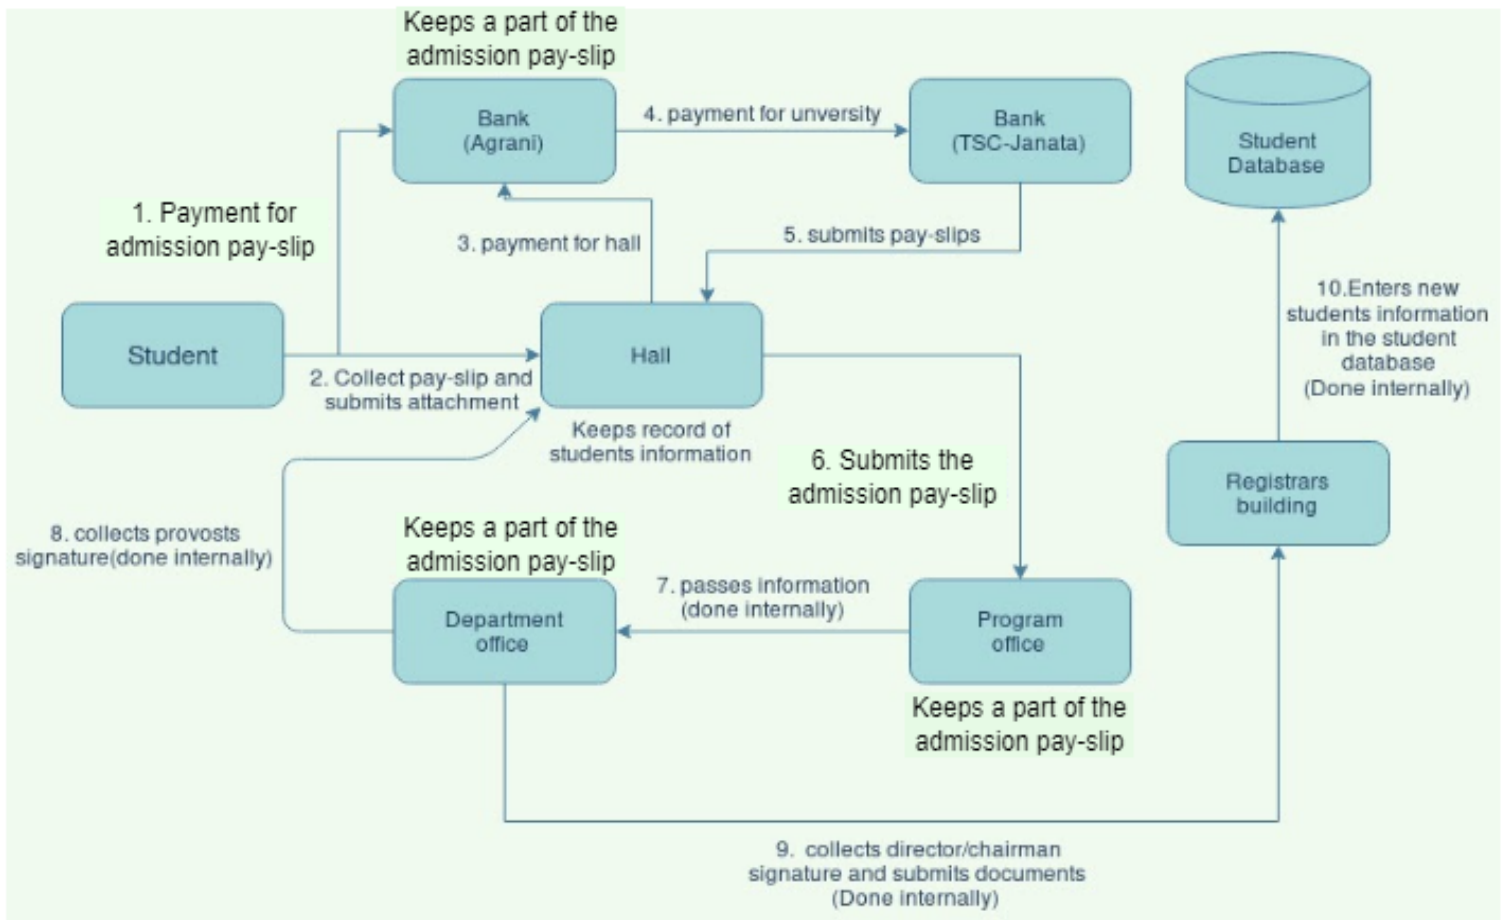 Keeps a part of the
admission pay-slip
Bank
(Agrani)
4. payment for unversity
Bank
(TSC-Janata)
Student
Database
1. Payment for
admission pay-slip
3. payment for hall
5. submits pay-slips
10.Enters new
students information
in the student
database
(Done internally)
Student
2. Collect pay-slip and
submits attachment
Hall
Keeps record of
students information
6. Submits the
admission pay-slip
Registrars
building
8. collects provosts
signature(done internally)
Keeps a part of the
admission pay-slip
Department
office
7. passes information
(done internally)
Program
office
Keeps a part of the
admission pay-slip
9. collects director/chairman
signature and submits documents
(Done internally)